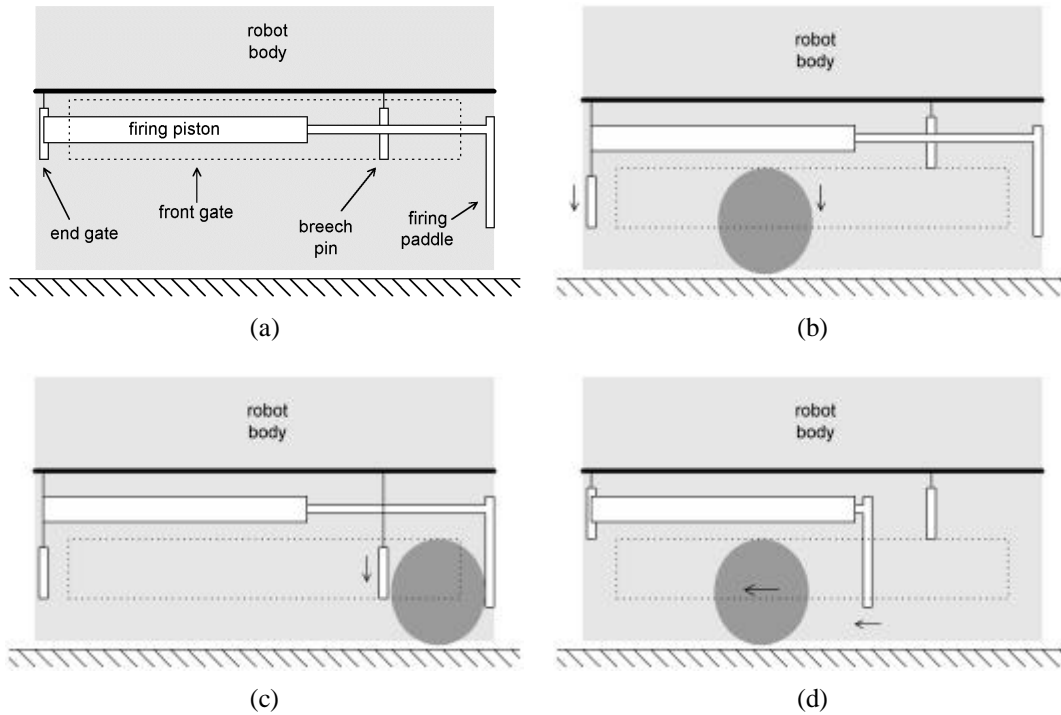 robot
body
firing piston
end gate
front gate
breech
pin
firing
paddle
(a)
robot
body
(b)
robot
body
(c)
robot
body
(d)